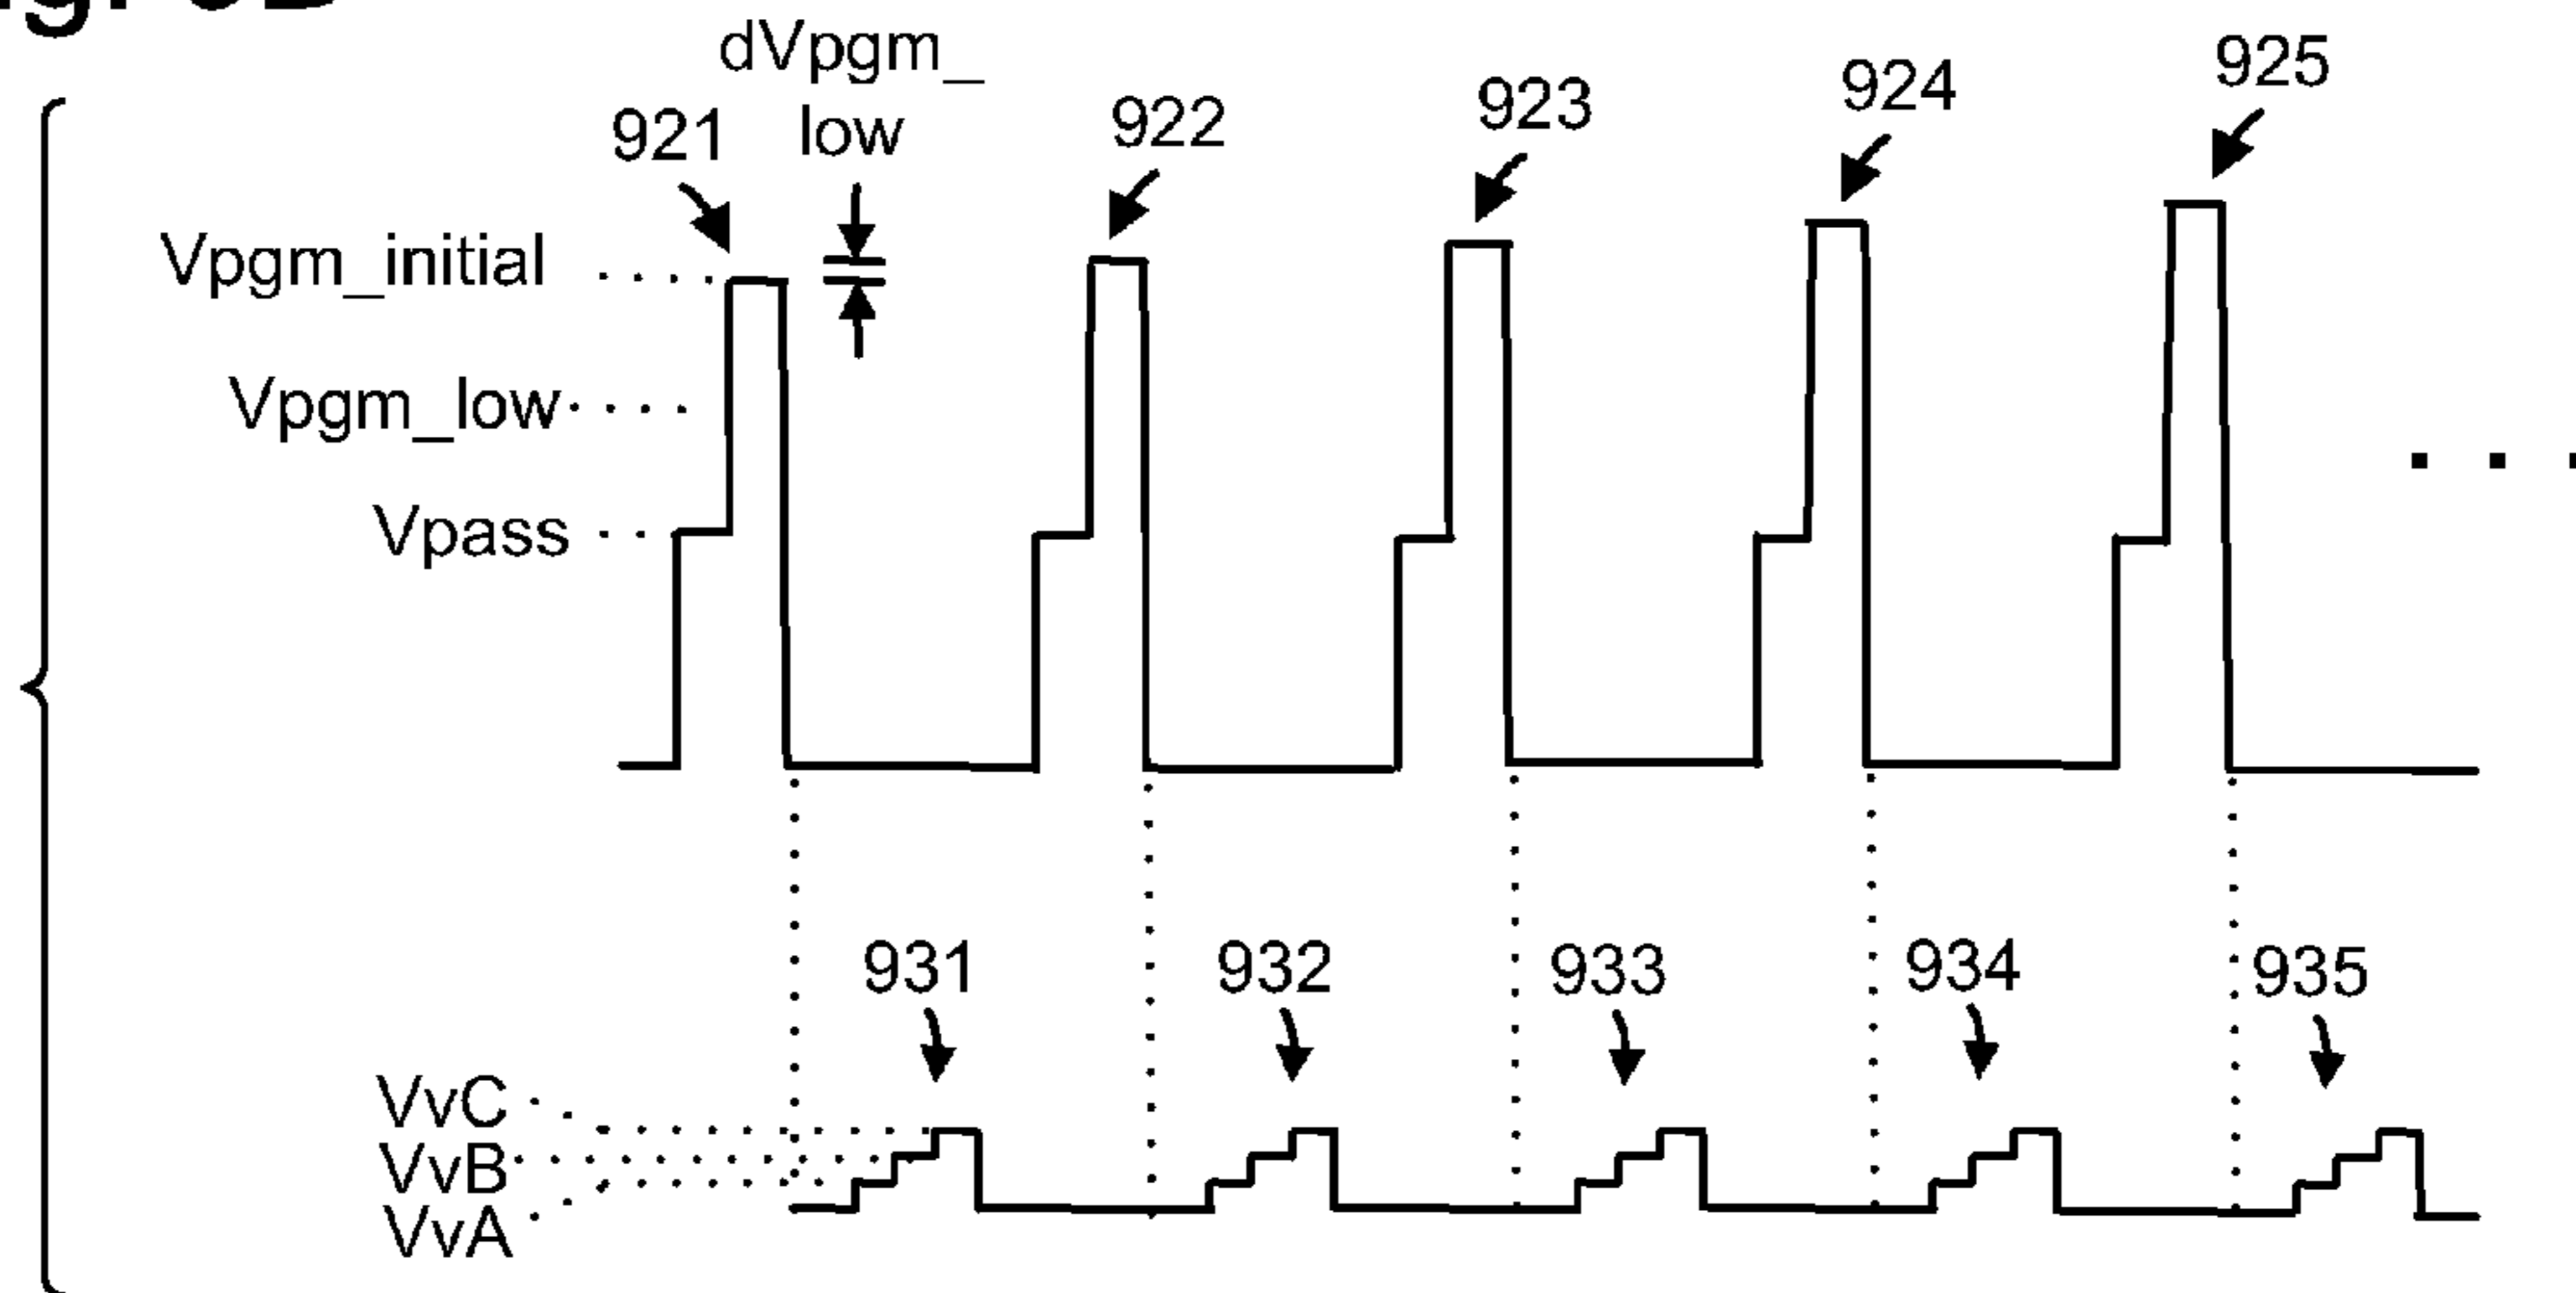 dVpgm_
low
921
922
923
924
925
Vpgm_initial
Vpgm_low
Vpass
931
932
933
934
935
VvC
VvB
VvA